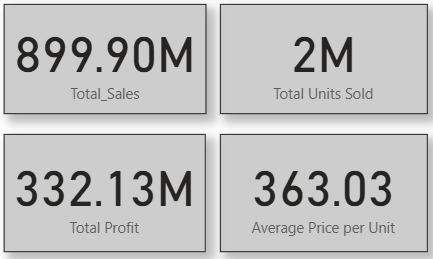 899.90M
Total_Sales
2M
Total Units Sold
332.13M
Total Profit
363.03
Average Price per Unit